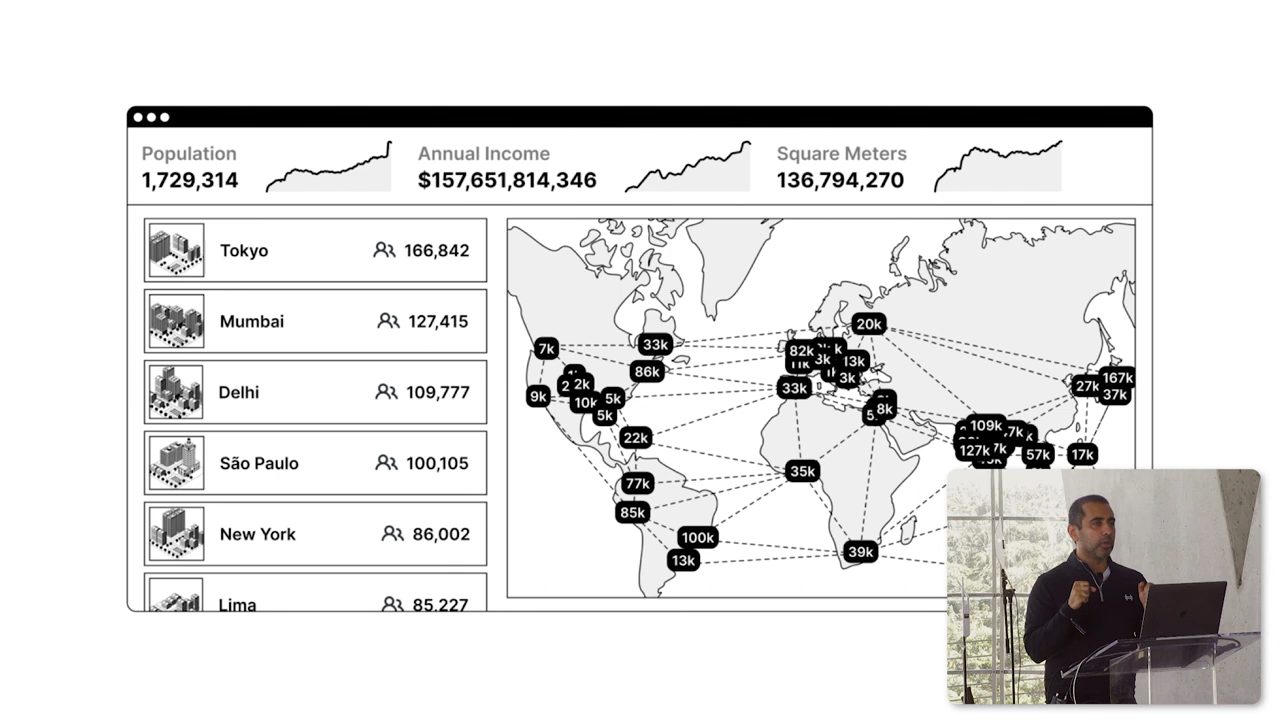 Population
1,729,314
Annual Income
$157,651,814,346
Square Meters
136,794,270
Tokyo 166,842
Mumbai 127,415
Delhi 109,777
São Paulo 100,105
New York 86,002
Lima 85,227
20k
7k
33k
82k
3k
13k
86k
3k
33k
27k
167k
37k
9k
2k
10k
5k
5k
8k
22k
109k
127k
57k
17k
77k
35k
85k
100k
13k
39k